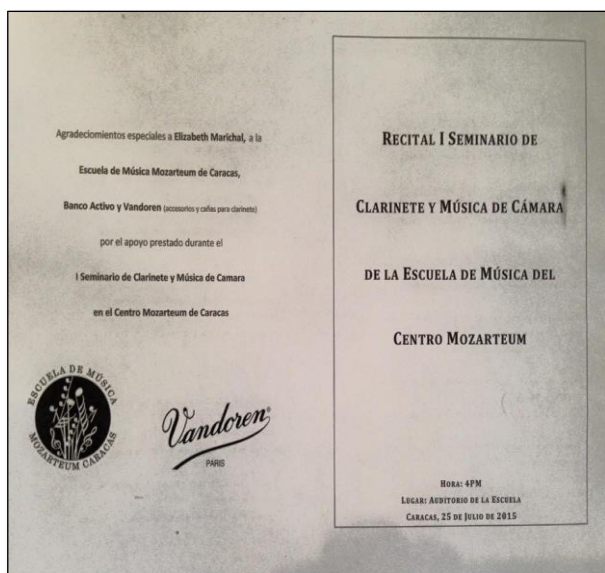 Agradeciomientos especiales a Elizabeth Marichal, a la
Escuela de Música Mozarteum de Caracas,
Banco Activo y Vandoren (accesorios y cañas para clarinete)
por el apoyo prestado durante el
I Seminario de Clarinete y Música de Camara
en el Centro Mozarteum de Caracas
ESCUELA DE MÚSICA
MOZARTEUM CARACAS
Vandoren®
PARIS
RECITAL I SEMINARIO DE
CLARINETE Y MÚSICA DE CÁMARA
DE LA ESCUELA DE MÚSICA DEL
CENTRO MOZARTEUM
HORA: 4PM
LUGAR: AUDITORIO DE LA ESCUELA
CARACAS, 25 DE JULIO DE 2015